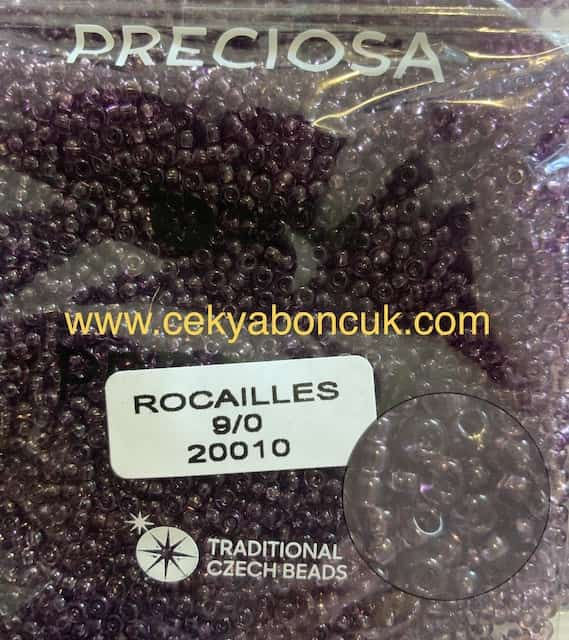 PRECIOSA
www.cekyaboncuk.com
ROCAILLES
9/0
20010
TRADITIONAL
CZECH BEADS